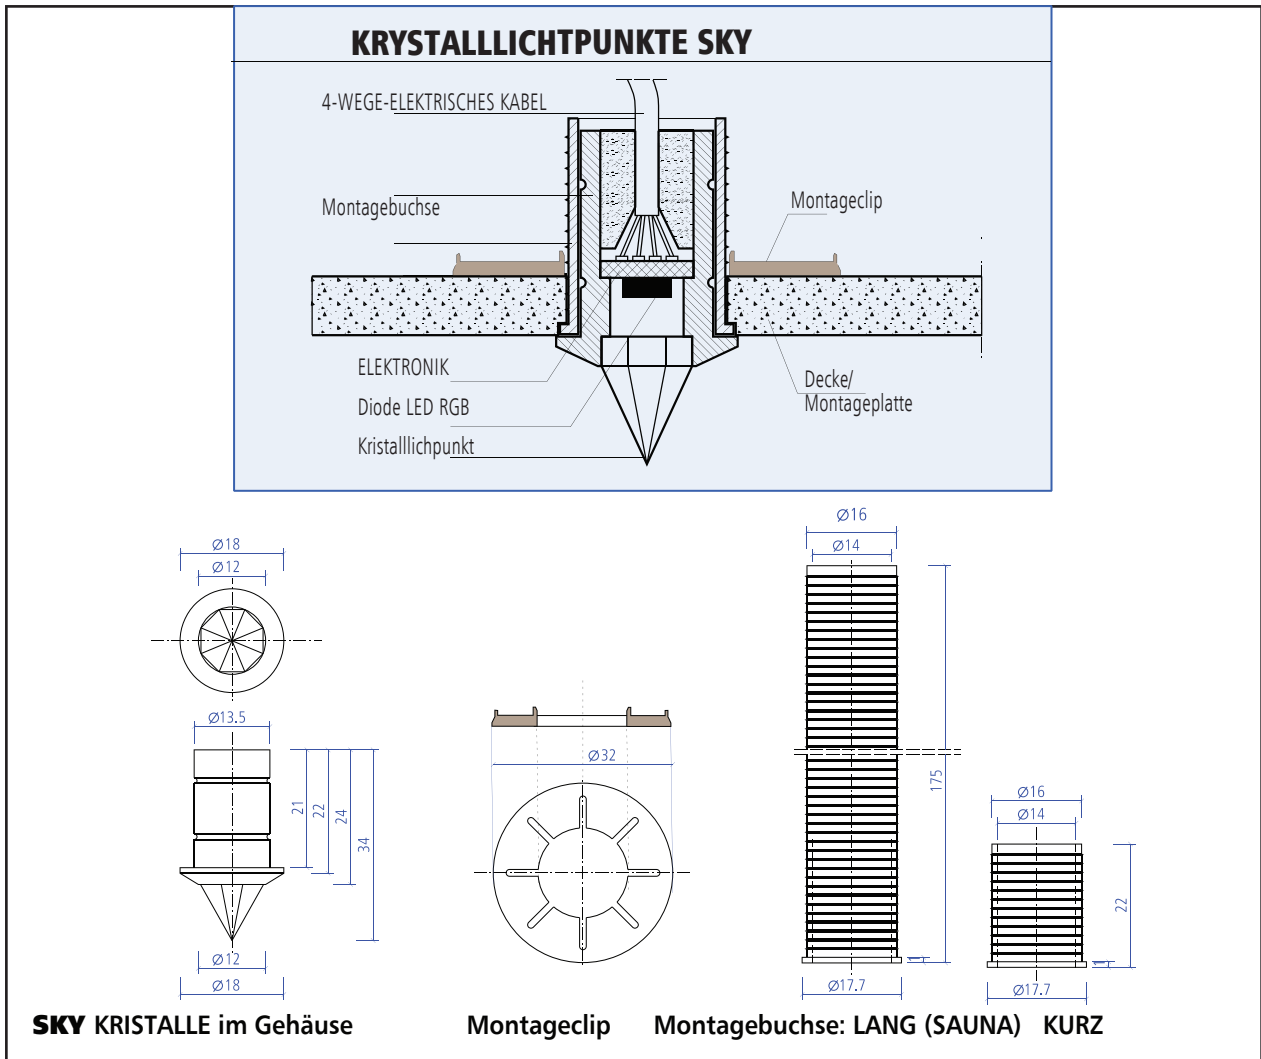 KRYSTALLLICHTPUNKTE SKY
4-WEGE-ELEKTRISCHES KABEL
Montagebuchse
Montageclip
ELEKTRONIK
Diode LED RGB
Kristalllichpunkt
Decke/
Montageplatte
Ø18
Ø12
Ø13.5
21
22
24
34
Ø12
Ø18
Ø32
Ø16
Ø14
175
1
Ø17.7
Ø16
Ø14
22
1
Ø17.7
SKY KRISTALLE im Gehäuse
Montageclip
Montagebuchse: LANG (SAUNA) KURZ